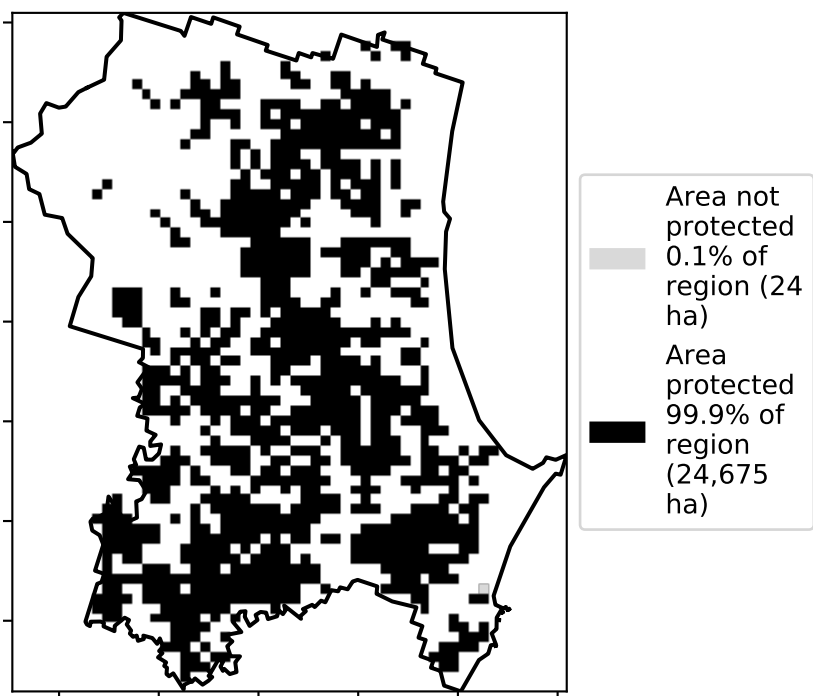 Area not
protected
0.1% of
region (24
ha)
Area
protected
99.9% of
region
(24,675
ha)